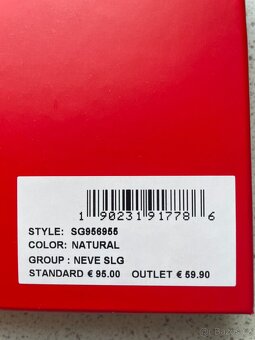 1 90231 91778 6
STYLE: SG956955
COLOR: NATURAL
GROUP : NEVE SLG
STANDARD € 95.00 OUTLET € 59.90